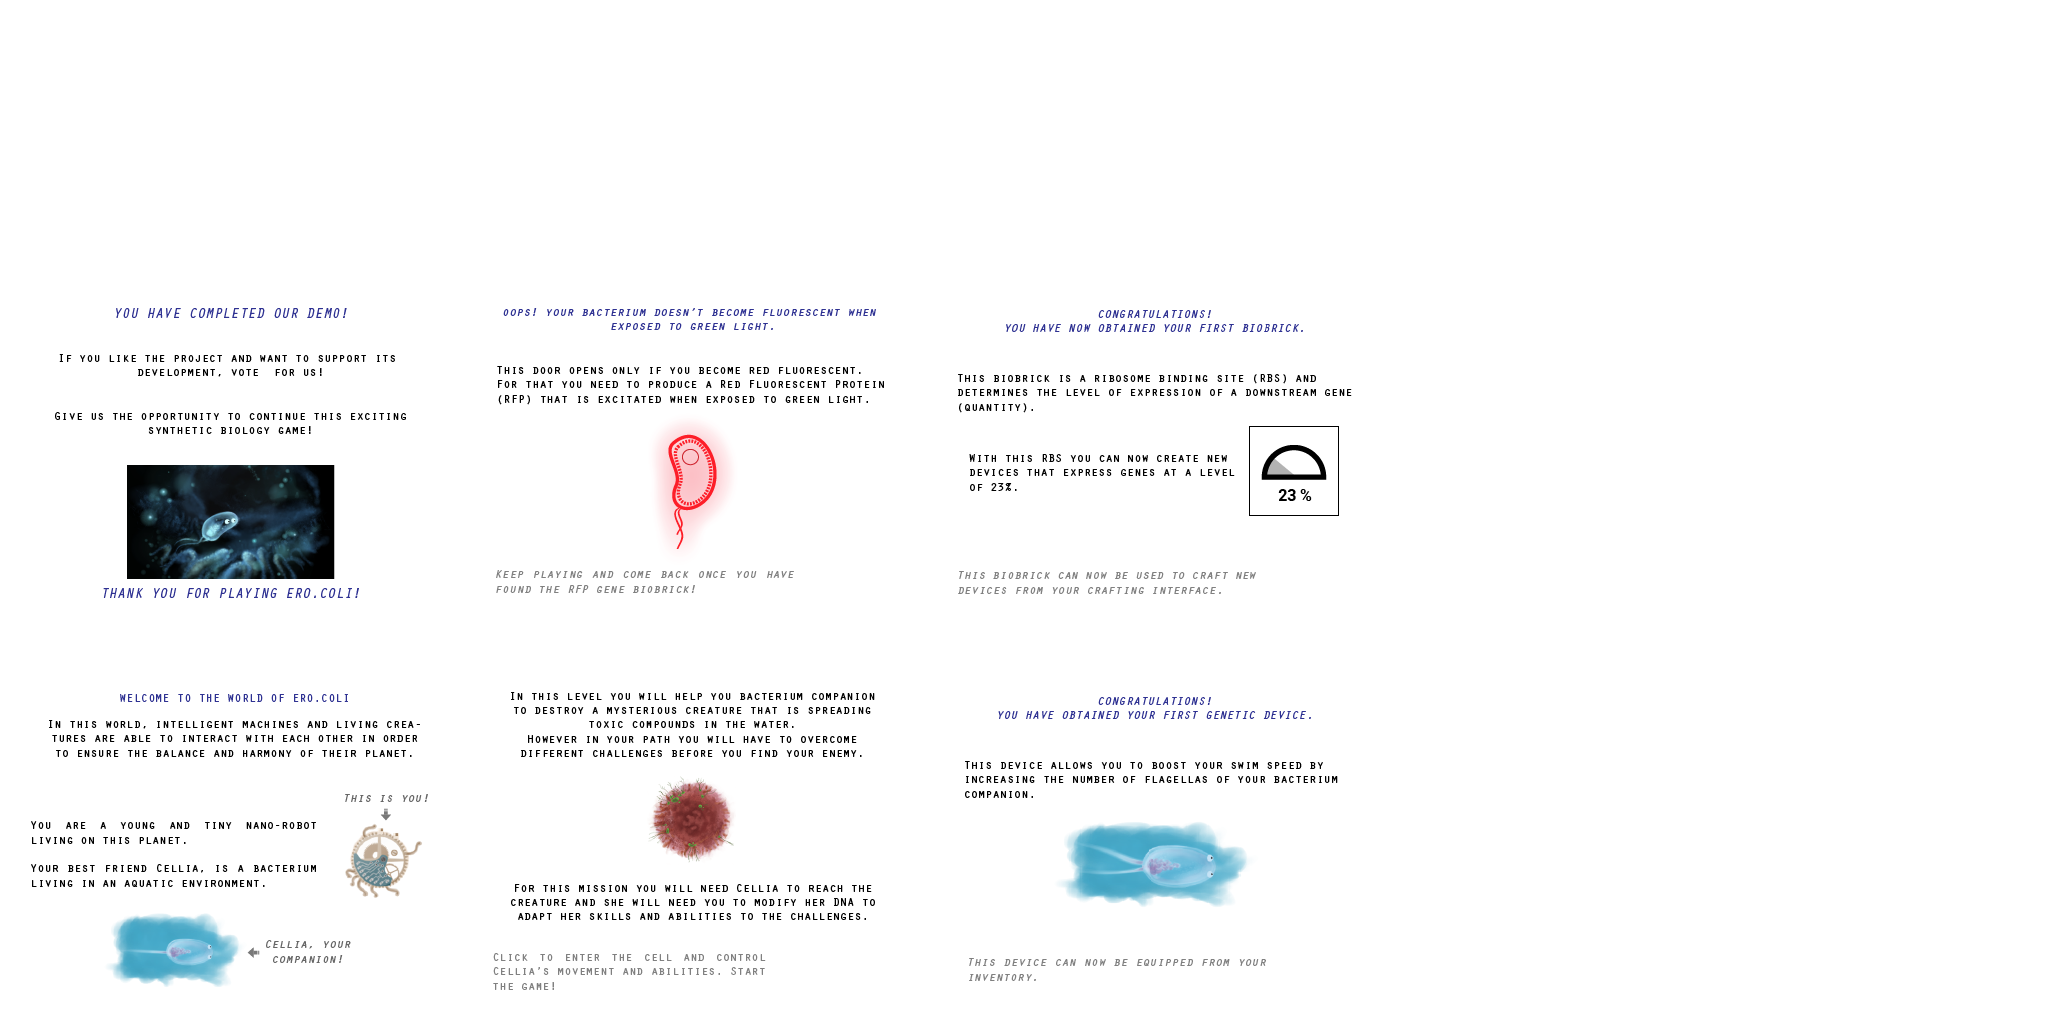 YOU HAVE COMPLETED OUR DEMO!
If you like the project and want to support its
development, vote  for us!
Give us the opportunity to continue this exciting
synthetic biology game!
THANK YOU FOR PLAYING ERO.COLI!
oops! your bacterium doesn't become fluorescent when
exposed to green light.
This door opens only if you become red fluorescent.
For that you need to produce a Red Fluorescent Protein
(RFP) that is excitated when exposed to green light.
Keep playing and come back once you have
found the RFP gene biobrick!
congratulations!
you have now obtained your first biobrick.
This biobrick is a ribosome binding site (RBS) and
determines the level of expression of a downstream gene
(quantity).
With this RBS you can now create new
devices that express genes at a level
of 23%.
23 %
This biobrick can now be used to craft new
devices from your crafting interface.
WELCOME TO THE WORLD OF ERO.COLI
In this world, intelligent machines and living crea-
tures are able to interact with each other in order
to ensure the balance and harmony of their planet.
This is you!
You are a young and tiny nano-robot
living on this planet.
Your best friend Cellia, is a bacterium
living in an aquatic environment.
Cellia, your
companion!
In this level you will help you bacterium companion
to destroy a mysterious creature that is spreading
toxic compounds in the water.
However in your path you will have to overcome
different challenges before you find your enemy.
For this mission you will need Cellia to reach the
creature and she will need you to modify her DNA to
adapt her skills and abilities to the challenges.
Click to enter the cell and control
Cellia's movement and abilities. Start
the game!
congratulations!
you have obtained your first genetic device.
This device allows you to boost your swim speed by
increasing the number of flagellas of your bacterium
companion.
This device can now be equipped from your
inventory.